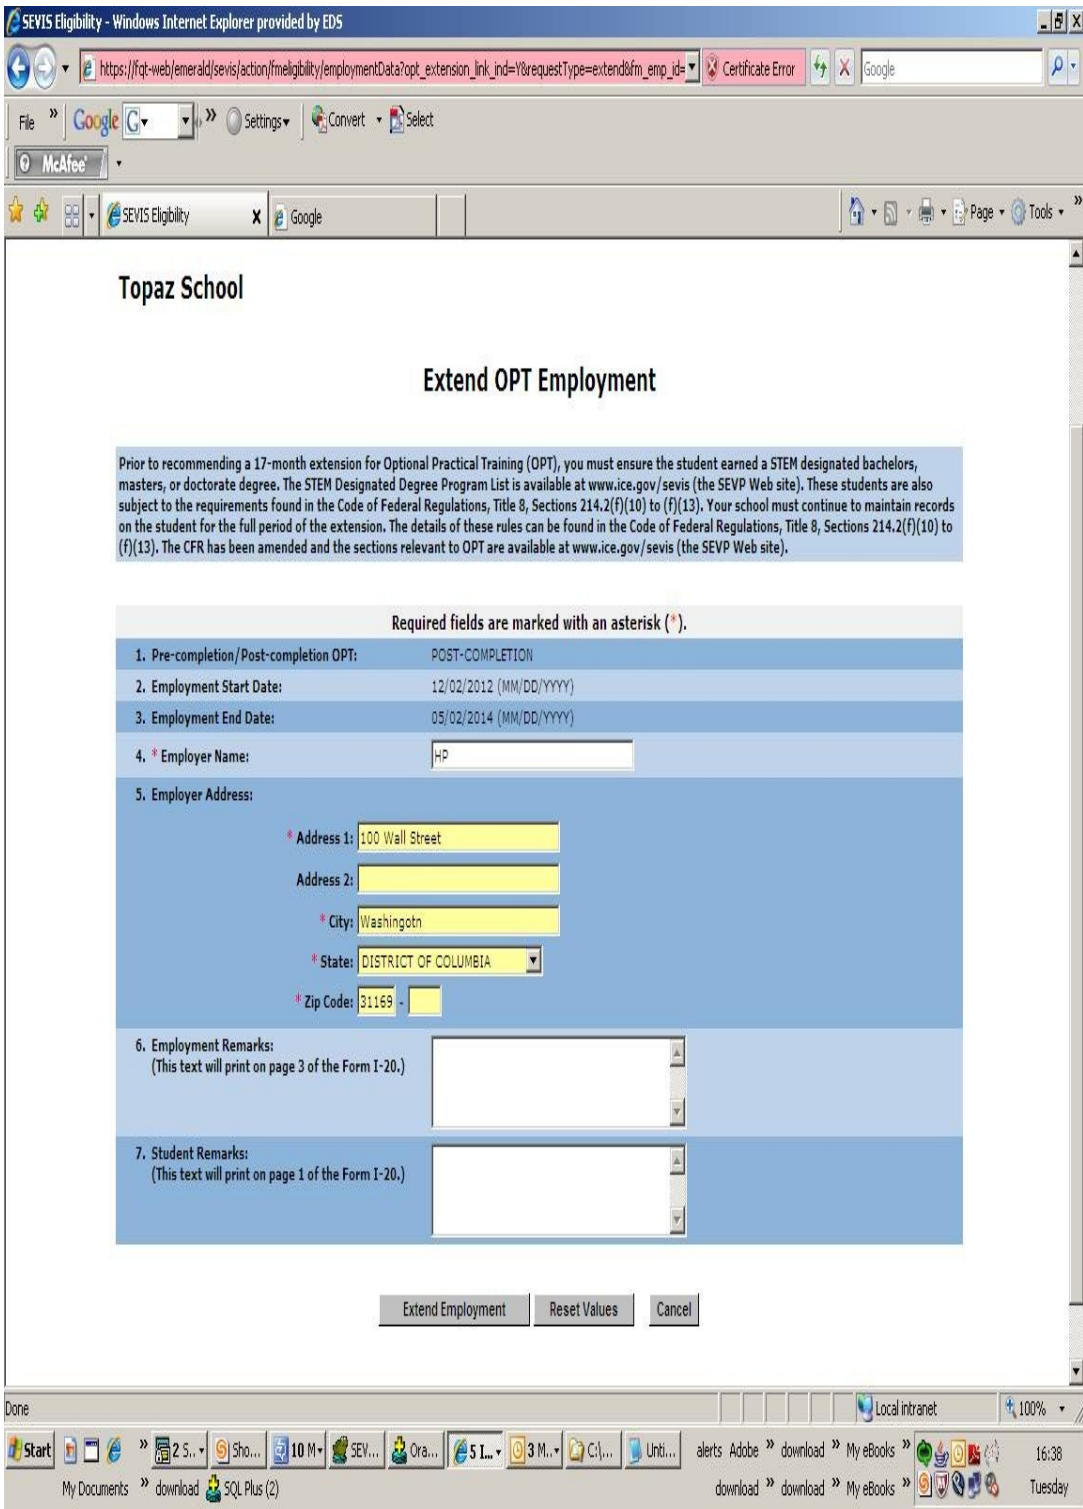 SEVIS Eligibility - Windows Internet Explorer provided by EDS
https://fqt-web/emerald/sevis/action/fmeligibility/employmentData?opt_extension_link_ind=Y&requestType=extend&fm_emp_id= Certificate Error Google
File » Google G » Settings Convert Select
McAfee
SEVIS Eligibility X Google Page Tools »
Topaz School
Extend OPT Employment
Prior to recommending a 17-month extension for Optional Practical Training (OPT), you must ensure the student earned a STEM designated bachelors,
masters, or doctorate degree. The STEM Designated Degree Program List is available at www.ice.gov/sevis (the SEVP Web site). These students are also
subject to the requirements found in the Code of Federal Regulations, Title 8, Sections 214.2(f)(10) to (f)(13). Your school must continue to maintain records
on the student for the full period of the extension. The details of these rules can be found in the Code of Federal Regulations, Title 8, Sections 214.2(f)(10) to
(f)(13). The CFR has been amended and the sections relevant to OPT are available at www.ice.gov/sevis (the SEVP Web site).
Required fields are marked with an asterisk (*).
1. Pre-completion/Post-completion OPT: POST-COMPLETION
2. Employment Start Date: 12/02/2012 (MM/DD/YYYY)
3. Employment End Date: 05/02/2014 (MM/DD/YYYY)
4. * Employer Name: HP
5. Employer Address:
* Address 1: 100 Wall Street
Address 2:
* City: Washingotn
* State: DISTRICT OF COLUMBIA
* Zip Code: 31169 -
6. Employment Remarks:
(This text will print on page 3 of the Form I-20.)
7. Student Remarks:
(This text will print on page 1 of the Form I-20.)
Extend Employment Reset Values Cancel
Done Local intranet 100%
Start » 2 S... Sho... 10 M SEV... Ora... 5 I... 3 M... C:\... Unti... alerts Adobe » download » My eBooks » 16:38
My Documents » download SQL Plus (2) download » My eBooks » Tuesday